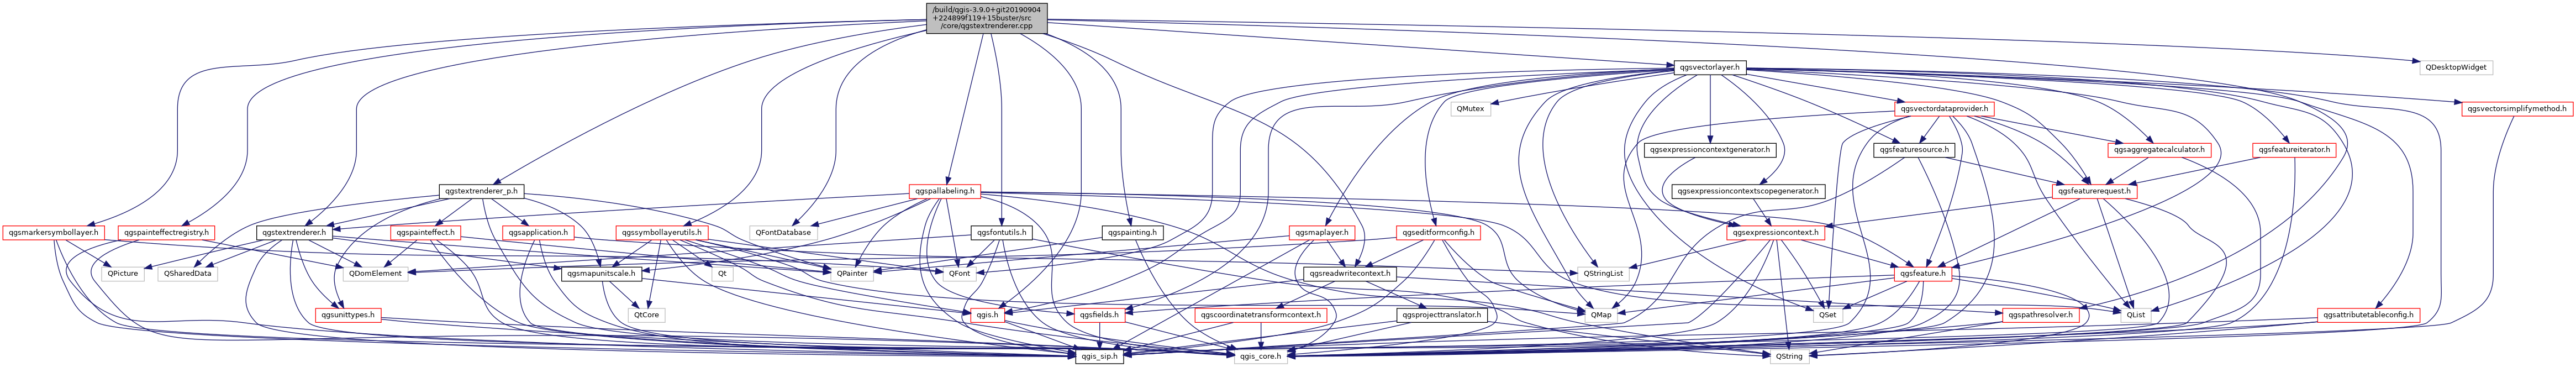 /build/qgis-3.9.0+git20190904
+224899f119+15buster/src
/core/qgstextrenderer.cpp
qgsvectorlayer.h
QDesktopWidget
QMutex
qgsvectordataprovider.h
qgsvectorsimplifymethod.h
qgsexpressioncontextgenerator.h
qgsfeaturesource.h
qgsaggregatecalculator.h
qgsfeatureiterator.h
qgstextrenderer_p.h
qgspallabeling.h
qgsexpressioncontextscopegenerator.h
qgsfeaturerequest.h
qgsmarkersymbollayer.h
qgspainteffectregistry.h
qgstextrenderer.h
qgspainteffect.h
qgsapplication.h
qgssymbollayerutils.h
QFontDatabase
qgsfontutils.h
qgspainting.h
qgsmaplayer.h
qgseditformconfig.h
qgsexpressioncontext.h
QPicture
QSharedData
QDomElement
qgsmapunitscale.h
Qt
QPainter
QFont
qgsreadwritecontext.h
QStringList
qgsfeature.h
qgsunittypes.h
QtCore
qgis.h
qgsfields.h
qgscoordinatetransformcontext.h
qgsprojecttranslator.h
QMap
QSet
qgspathresolver.h
QList
qgsattributetableconfig.h
qgis_sip.h
qgis_core.h
QString